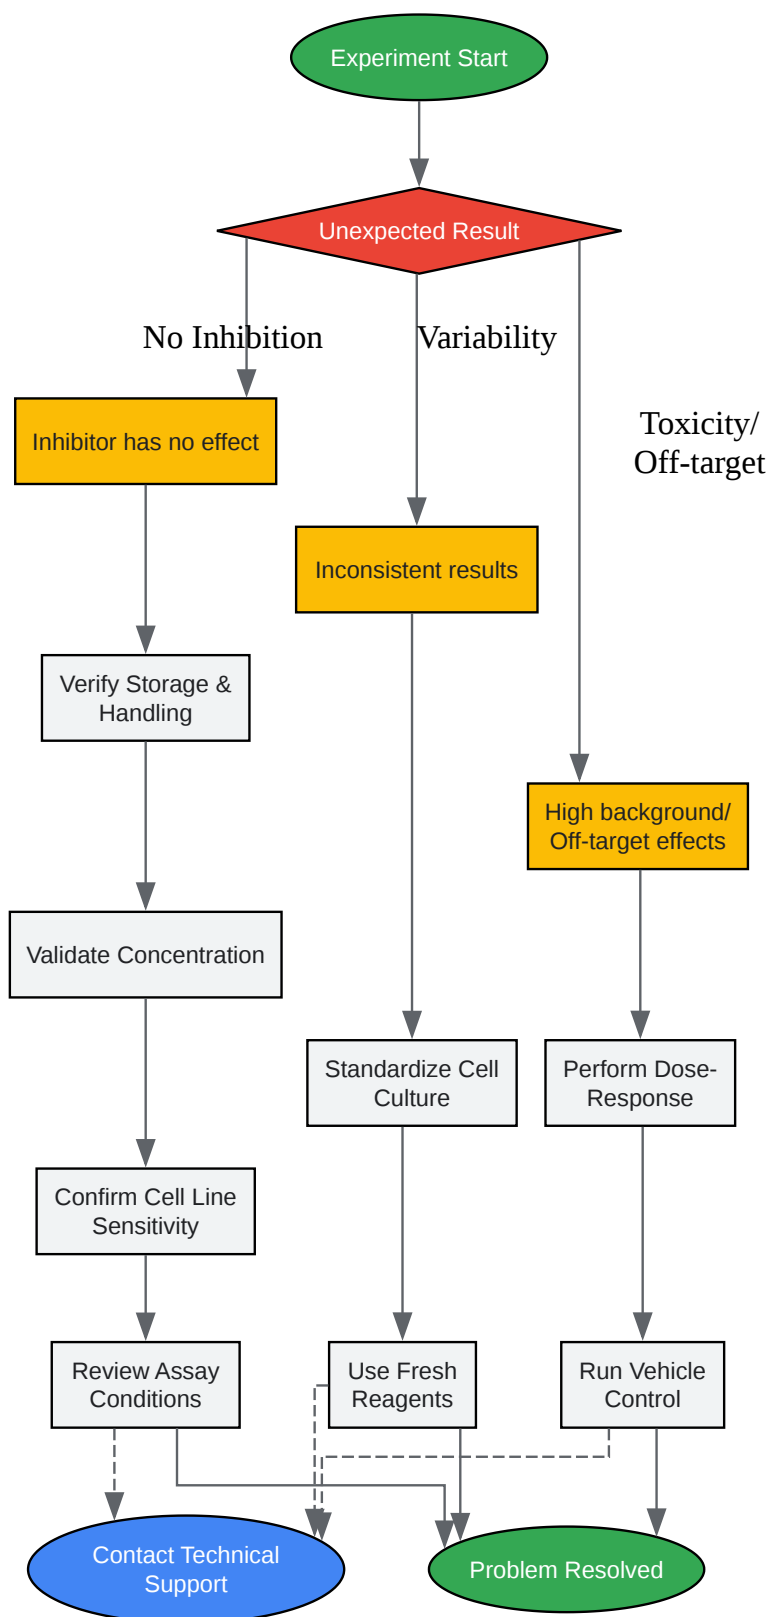 Experiment Start
Unexpected Result
No Inhibition
Variability
Toxicity/
Off-target
Inhibitor has no effect
Inconsistent results
Verify Storage &
Handling
High background/
Off-target effects
Validate Concentration
Standardize Cell
Culture
Perform Dose-
Response
Confirm Cell Line
Sensitivity
Review Assay
Conditions
Use Fresh
Reagents
Run Vehicle
Control
Contact Technical
Support
Problem Resolved